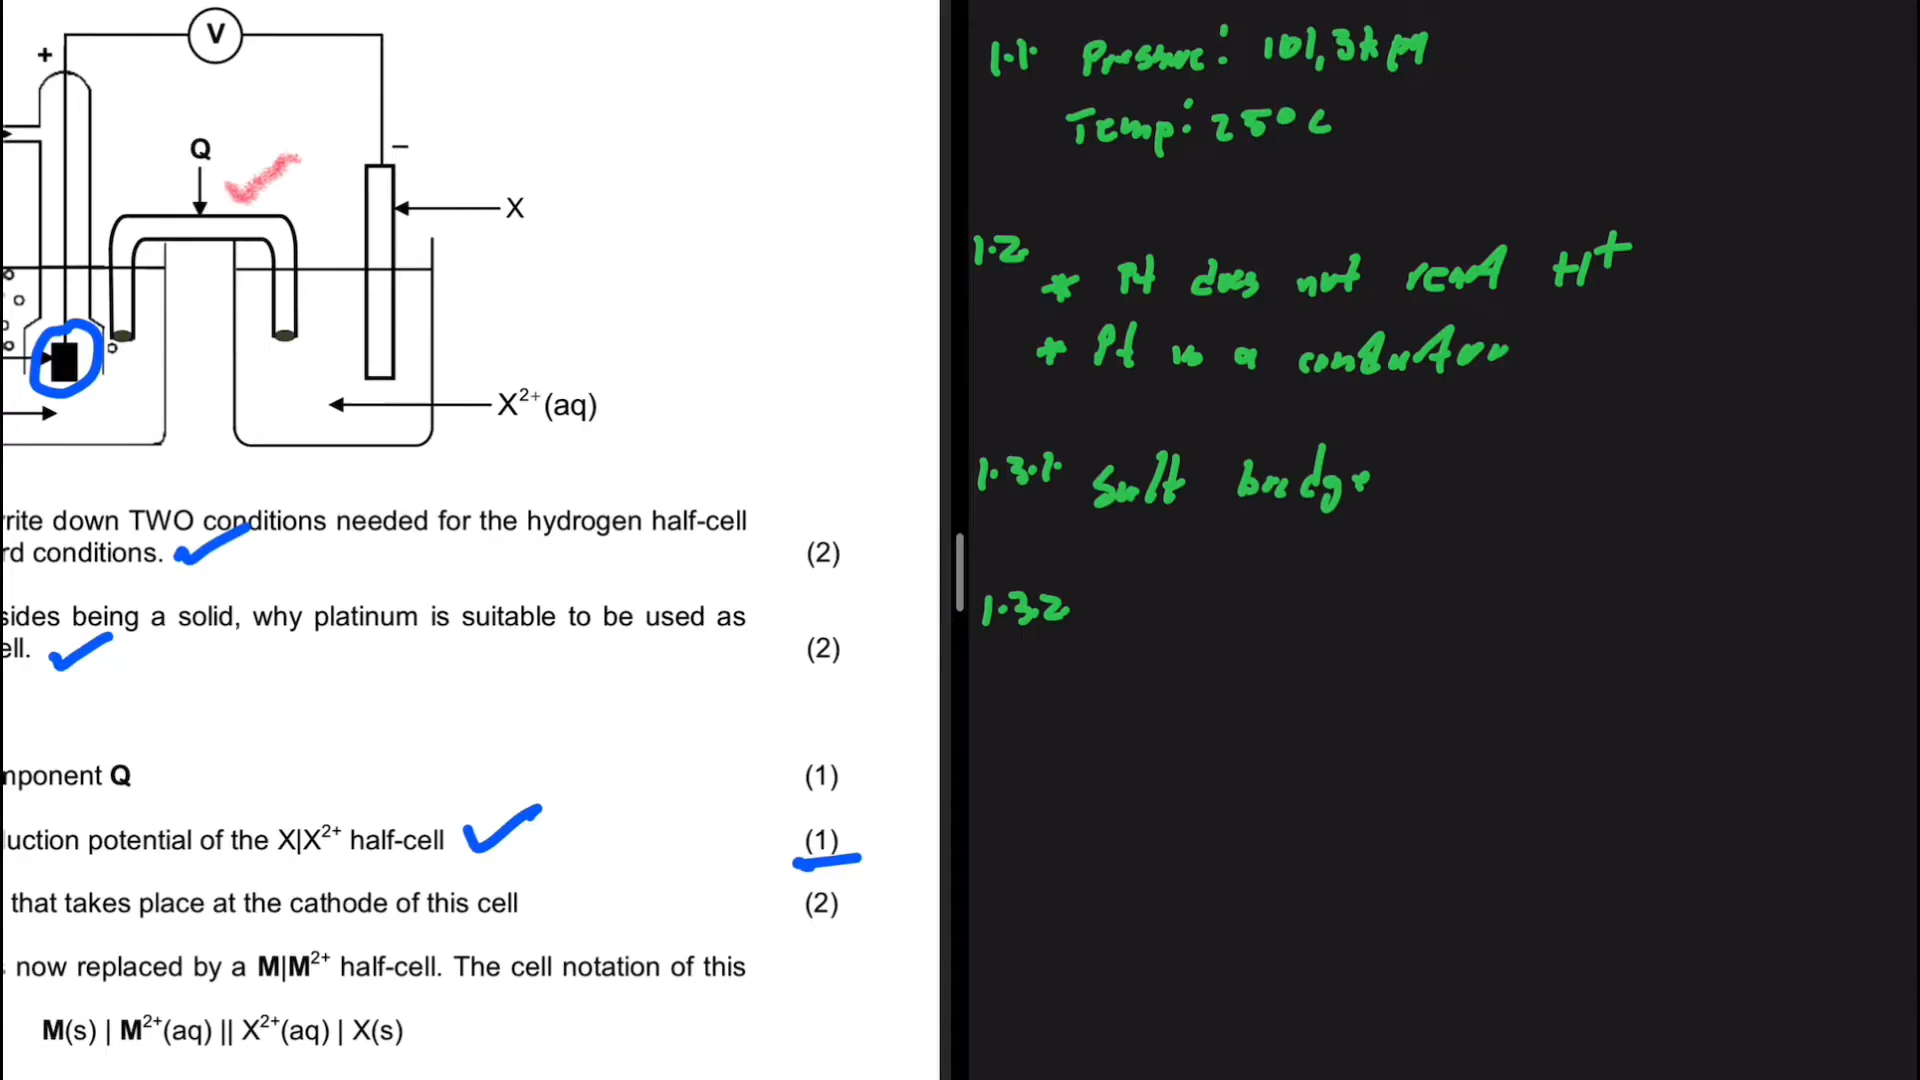 V
+
Q
–
X
X²⁺(aq)
rite down TWO conditions needed for the hydrogen half-cell
rd conditions. (2)
sides being a solid, why platinum is suitable to be used as
ell. (2)
nponent Q (1)
luction potential of the X|X²⁺ half-cell (1)
that takes place at the cathode of this cell (2)
now replaced by a M|M²⁺ half-cell. The cell notation of this
M(s) | M²⁺(aq) || X²⁺(aq) | X(s)
1.1. Pressure: 101,3k pa
Temp: 25° c
1.2
* Pt does not react H⁺
* Pt is a conductor
1.3.1. Salt bridge
1.3.2